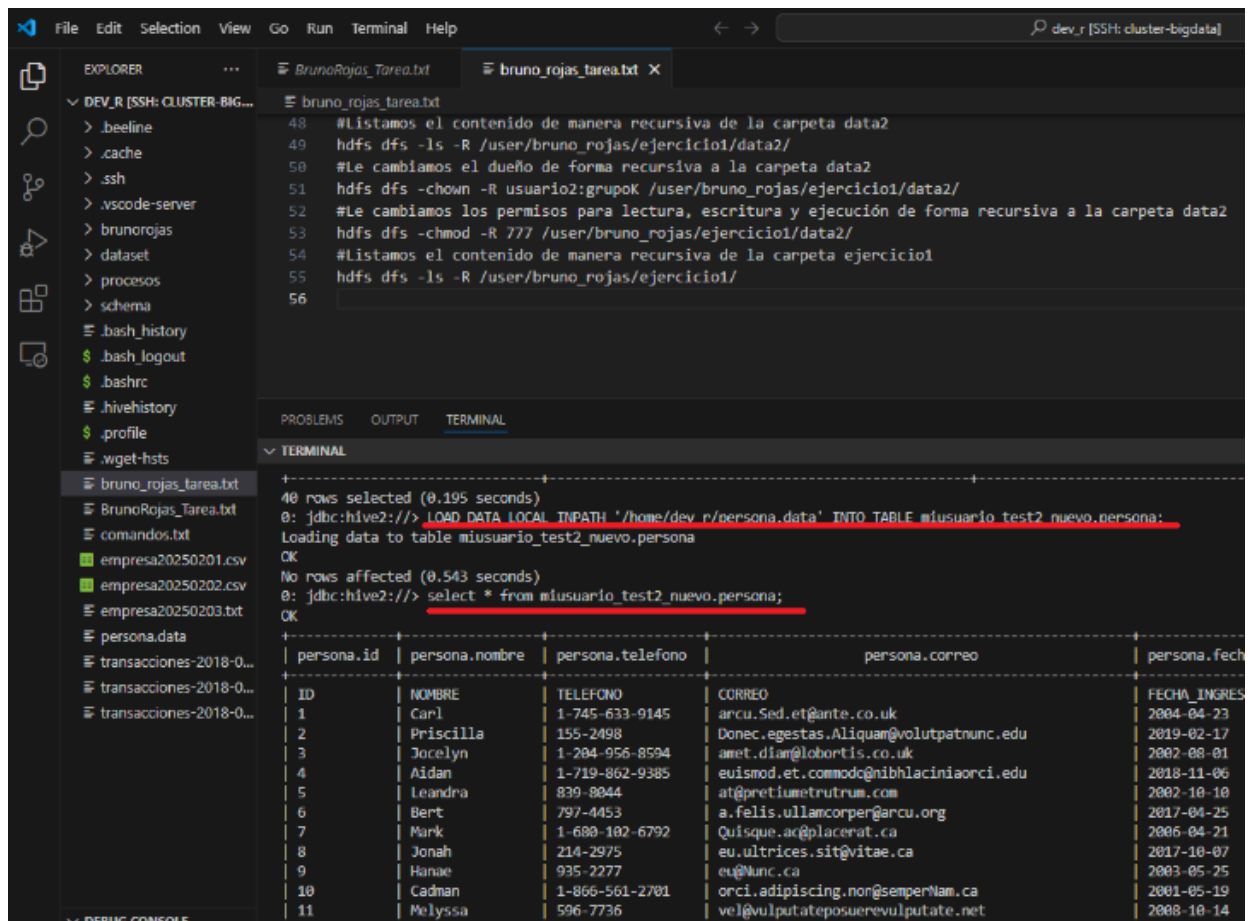 File Edit Selection View Go Run Terminal Help
dev_r [SSH: cluster-bigdata]
EXPLORER
DEV_R [SSH: CLUSTER-BIG...
.beeline
.cache
.ssh
.vscode-server
brunorojas
dataset
procesos
schema
.bash_history
.bash_logout
.bashrc
.hivehistory
.profile
.wget-hsts
bruno_rojas_tarea.txt
BrunoRojas_Tarea.txt
comandos.txt
empresa20250201.csv
empresa20250202.csv
empresa20250203.txt
persona.data
transacciones-2018-0...
transacciones-2018-0...
transacciones-2018-0...
DEBUG CONSOLE
BrunoRojas_Tarea.txt bruno_rojas_tarea.txt
bruno_rojas_tarea.txt
48 #Listamos el contenido de manera recursiva de la carpeta data2
49 hdfs dfs -ls -R /user/bruno_rojas/ejercicio1/data2/
50 #Le cambiamos el dueño de forma recursiva a la carpeta data2
51 hdfs dfs -chown -R usuario2:grupoK /user/bruno_rojas/ejercicio1/data2/
52 #Le cambiamos los permisos para lectura, escritura y ejecución de forma recursiva a la carpeta data2
53 hdfs dfs -chmod -R 777 /user/bruno_rojas/ejercicio1/data2/
54 #Listamos el contenido de manera recursiva de la carpeta ejercicio1
55 hdfs dfs -ls -R /user/bruno_rojas/ejercicio1/
56
PROBLEMS OUTPUT TERMINAL
TERMINAL
40 rows selected (0.195 seconds)
0: jdbc:hive2://> LOAD DATA LOCAL INPATH '/home/dev_r/persona.data' INTO TABLE miusuario_test2_nuevo.persona;
Loading data to table miusuario_test2_nuevo.persona
OK
No rows affected (0.543 seconds)
0: jdbc:hive2://> select * from miusuario_test2_nuevo.persona;
OK
| persona.id | persona.nombre | persona.telefono | persona.correo | persona.fech
| ID | NOMBRE | TELEFONO | CORREO | FECHA_INGRES
| 1 | Carl | 1-745-633-9145 | arcu.Sed.et@ante.co.uk | 2004-04-23
| 2 | Priscilla | 155-2498 | Donec.egestas.Aliquam@volutpatnunc.edu | 2019-02-17
| 3 | Jocelyn | 1-204-956-8594 | amet.diam@lobortis.co.uk | 2002-08-01
| 4 | Aidan | 1-719-862-9385 | euismod.et.commodo@nibhlaciniaorci.edu | 2018-11-06
| 5 | Leandra | 839-8044 | at@pretiumetrutrum.com | 2002-10-10
| 6 | Bert | 797-4453 | a.felis.ullamcorper@arcu.org | 2017-04-25
| 7 | Mark | 1-680-102-6792 | Quisque.ac@placerat.ca | 2006-04-21
| 8 | Jonah | 214-2975 | eu.ultrices.sit@vitae.ca | 2017-10-07
| 9 | Hanae | 935-2277 | eu@Nunc.ca | 2003-05-25
| 10 | Cadman | 1-866-561-2701 | orci.adipiscing.non@semperNam.ca | 2001-05-19
| 11 | Melyssa | 596-7736 | vel@vulputateposuerevulputate.net | 2008-10-14